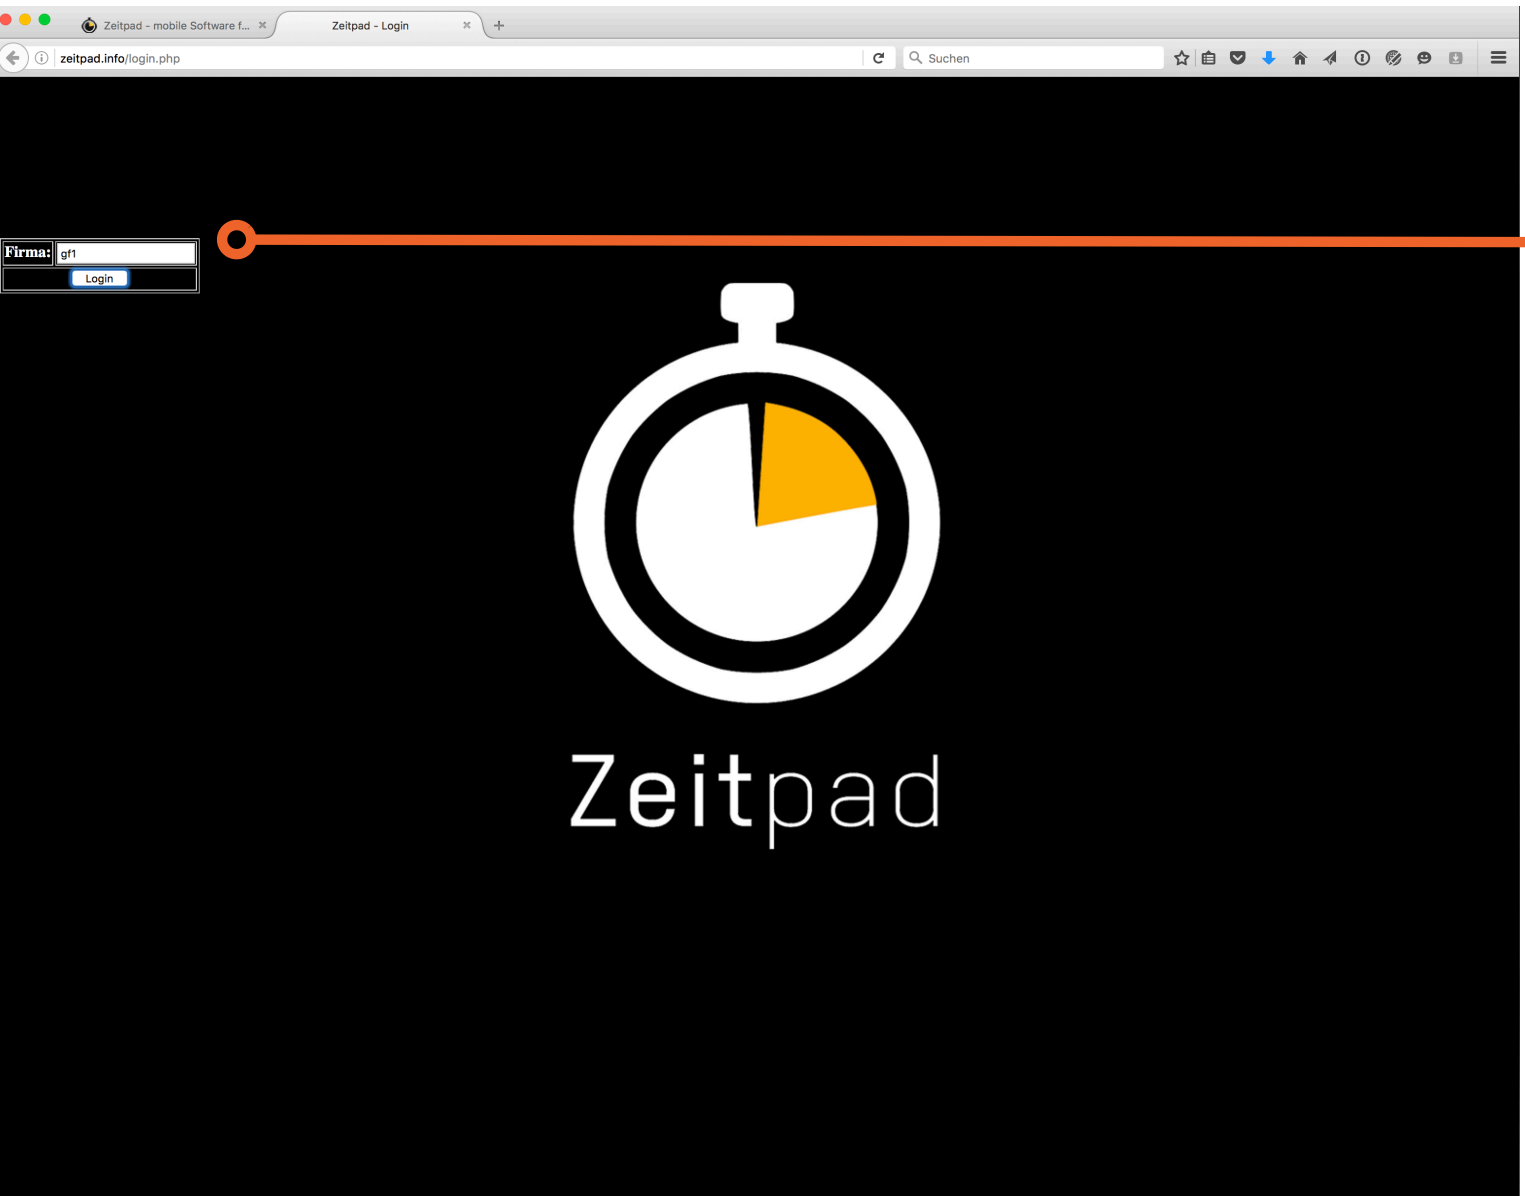 Zeitpad - mobile Software f...
Zeitpad - Login
zeitpad.info/login.php
Suchen
Firma:
gf1
Login
Zeitpad